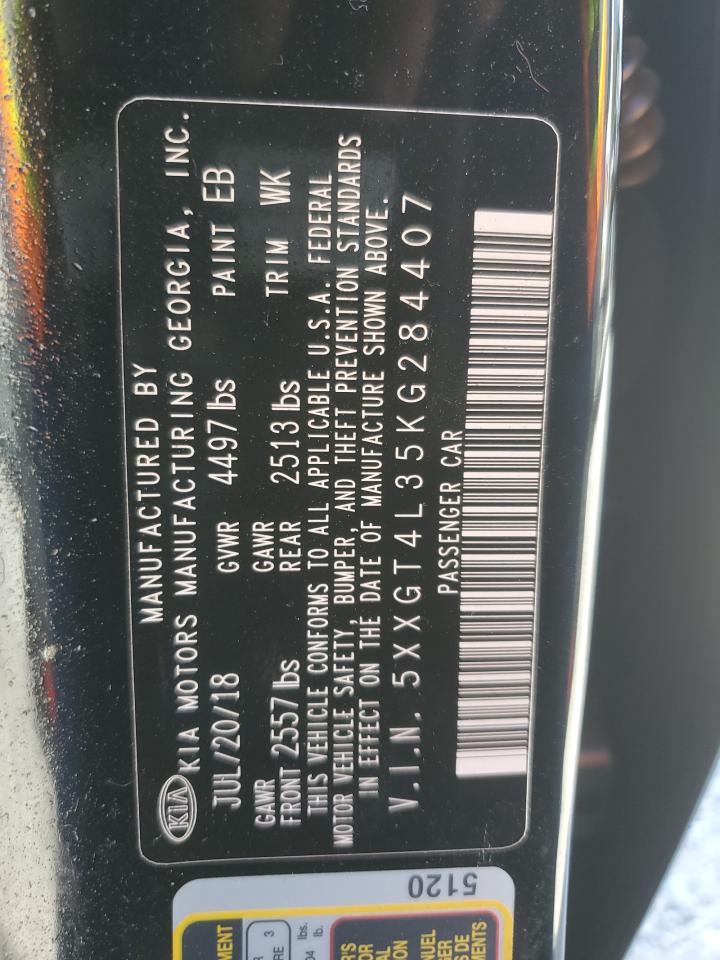 MANUFACTURED BY
KIA KIA MOTORS MANUFACTURING GEORGIA, INC.
JUL/20/18 GVWR 4497 lbs PAINT EB
GAWR FRONT 2557 lbs GAWR REAR 2513 lbs TRIM WK
THIS VEHICLE CONFORMS TO ALL APPLICABLE U.S.A. FEDERAL
MOTOR VEHICLE SAFETY, BUMPER, AND THEFT PREVENTION STANDARDS
IN EFFECT ON THE DATE OF MANUFACTURE SHOWN ABOVE.
V.I.N. 5XXGT4L35KG284407
PASSENGER CAR
5120